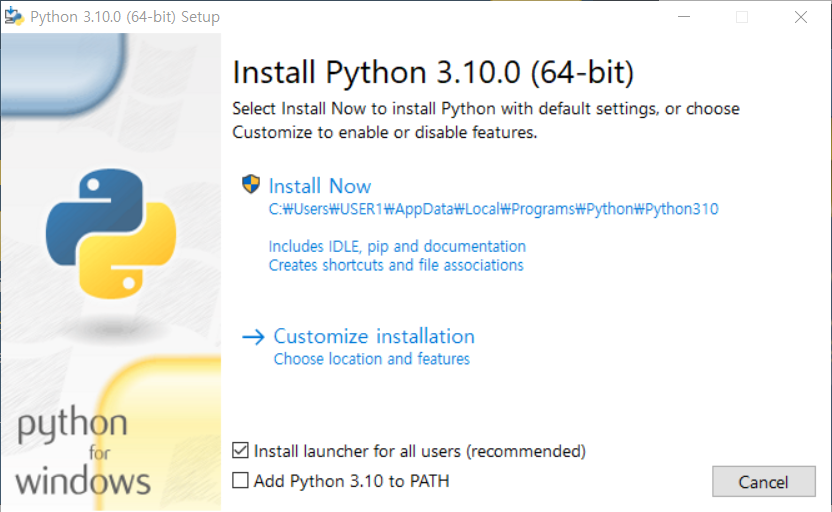 Python 3.10.0 (64-bit) Setup
Install Python 3.10.0 (64-bit)
Select Install Now to install Python with default settings, or choose
Customize to enable or disable features.
Install Now
C:₩Users₩USER1₩AppData₩Local₩Programs₩Python₩Python310
Includes IDLE, pip and documentation
Creates shortcuts and file associations
Customize installation
Choose location and features
python
for
windows
Install launcher for all users (recommended)
Add Python 3.10 to PATH
Cancel